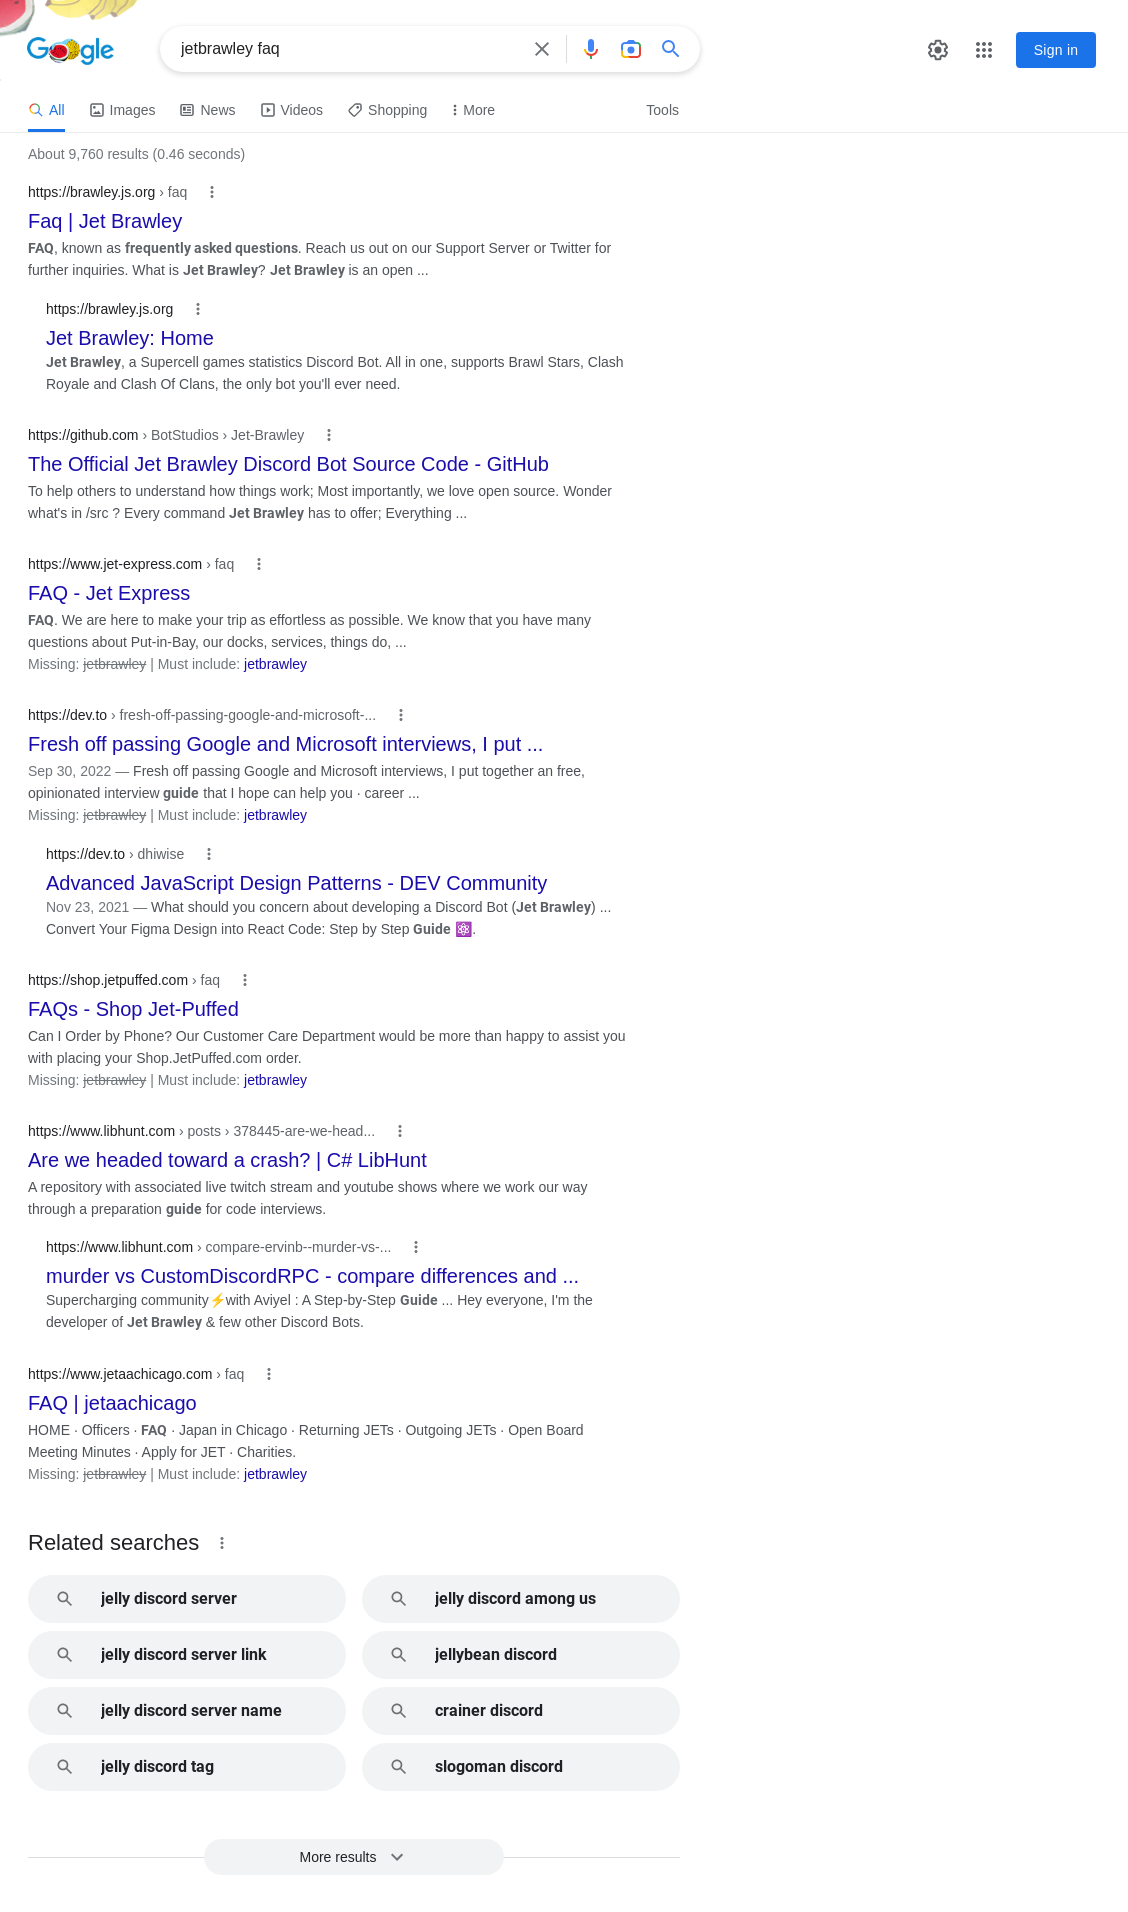 Google
jetbrawley faq
Sign in
All
Images
News
Videos
Shopping
More
Tools
About 9,760 results (0.46 seconds)
https://brawley.js.org › faq
Faq | Jet Brawley
FAQ, known as frequently asked questions. Reach us out on our Support Server or Twitter for
further inquiries. What is Jet Brawley? Jet Brawley is an open ...
https://brawley.js.org
Jet Brawley: Home
Jet Brawley, a Supercell games statistics Discord Bot. All in one, supports Brawl Stars, Clash
Royale and Clash Of Clans, the only bot you'll ever need.
https://github.com › BotStudios › Jet-Brawley
The Official Jet Brawley Discord Bot Source Code - GitHub
To help others to understand how things work; Most importantly, we love open source. Wonder
what's in /src ? Every command Jet Brawley has to offer; Everything ...
https://www.jet-express.com › faq
FAQ - Jet Express
FAQ. We are here to make your trip as effortless as possible. We know that you have many
questions about Put-in-Bay, our docks, services, things do, ...
Missing: jetbrawley | Must include: jetbrawley
https://dev.to › fresh-off-passing-google-and-microsoft-...
Fresh off passing Google and Microsoft interviews, I put ...
Sep 30, 2022 — Fresh off passing Google and Microsoft interviews, I put together an free,
opinionated interview guide that I hope can help you · career ...
Missing: jetbrawley | Must include: jetbrawley
https://dev.to › dhiwise
Advanced JavaScript Design Patterns - DEV Community
Nov 23, 2021 — What should you concern about developing a Discord Bot (Jet Brawley) ...
Convert Your Figma Design into React Code: Step by Step Guide ⚛️.
https://shop.jetpuffed.com › faq
FAQs - Shop Jet-Puffed
Can I Order by Phone? Our Customer Care Department would be more than happy to assist you
with placing your Shop.JetPuffed.com order.
Missing: jetbrawley | Must include: jetbrawley
https://www.libhunt.com › posts › 378445-are-we-head...
Are we headed toward a crash? | C# LibHunt
A repository with associated live twitch stream and youtube shows where we work our way
through a preparation guide for code interviews.
https://www.libhunt.com › compare-ervinb--murder-vs-...
murder vs CustomDiscordRPC - compare differences and ...
Supercharging community⚡with Aviyel : A Step-by-Step Guide ... Hey everyone, I'm the
developer of Jet Brawley & few other Discord Bots.
https://www.jetaachicago.com › faq
FAQ | jetaachicago
HOME · Officers · FAQ · Japan in Chicago · Returning JETs · Outgoing JETs · Open Board
Meeting Minutes · Apply for JET · Charities.
Missing: jetbrawley | Must include: jetbrawley
Related searches
jelly discord server
jelly discord among us
jelly discord server link
jellybean discord
jelly discord server name
crainer discord
jelly discord tag
slogoman discord
More results